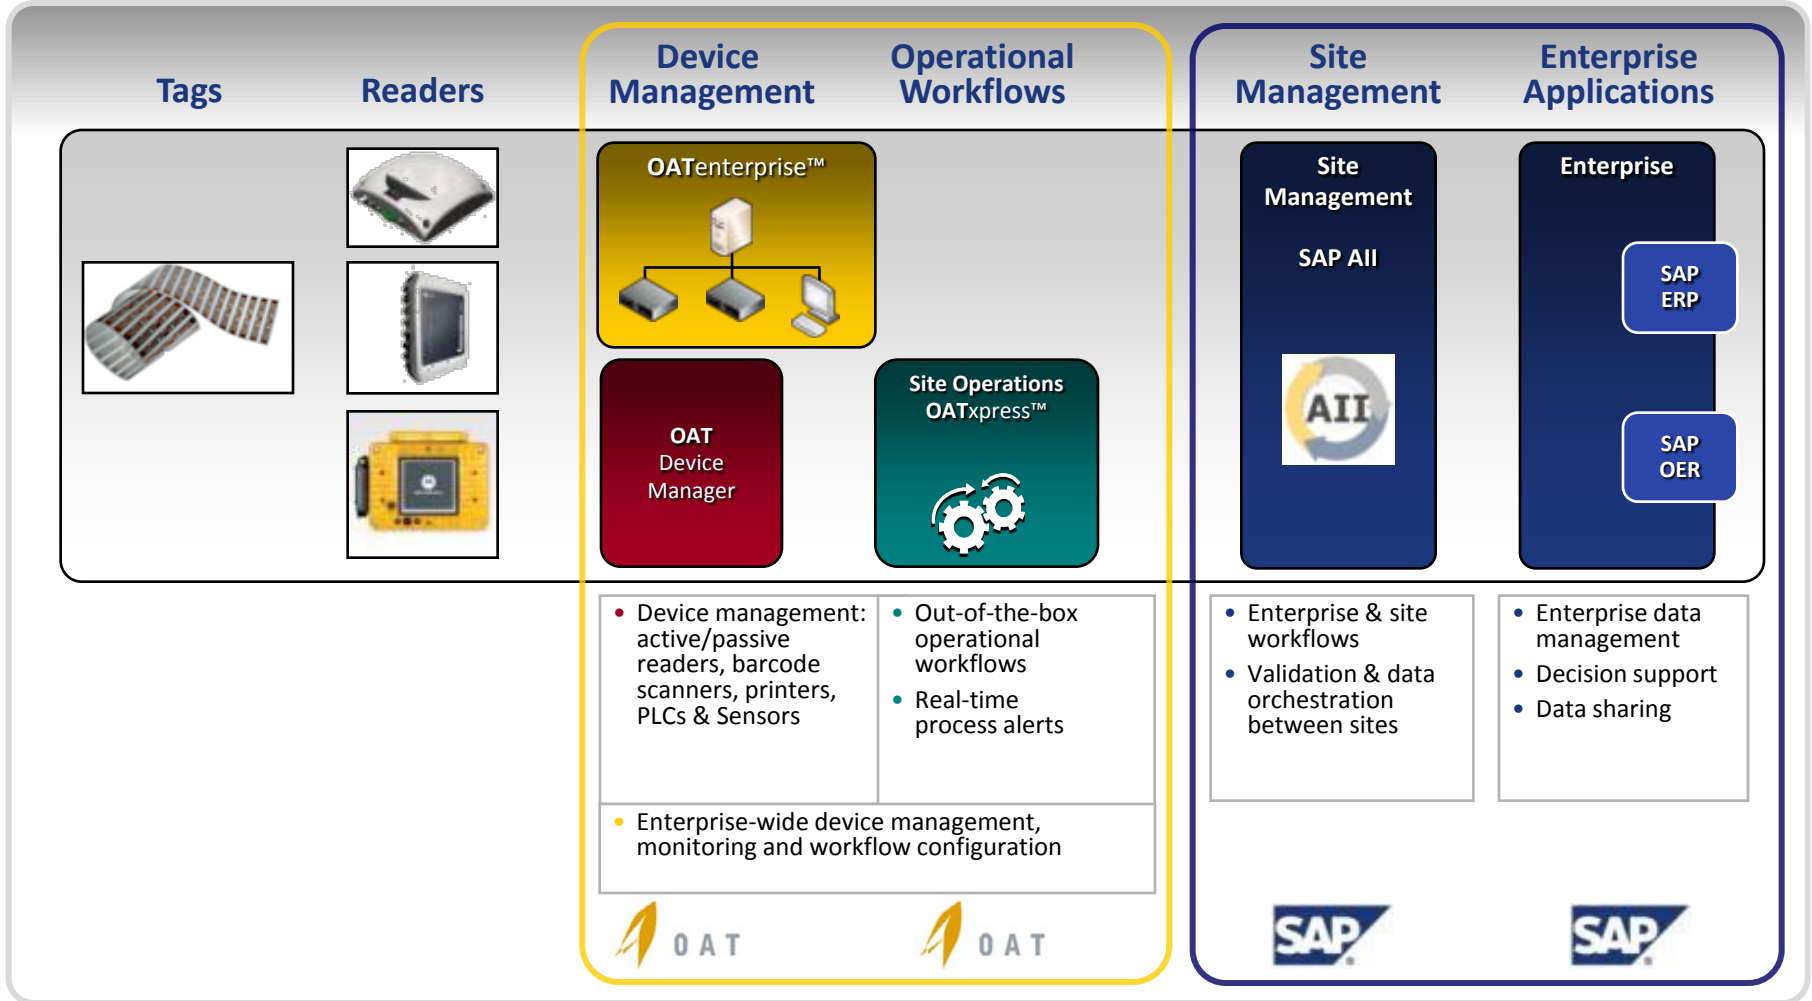 Tags
Readers
Device
Management
Operational
Workflows
Site
Management
Enterprise
Applications
OATenterprise™
OAT
Device
Manager
Site Operations
OATxpress™
Site
Management
SAP AII
AII
Enterprise
SAP
ERP
SAP
OER
• Device management:
active/passive
readers, barcode
scanners, printers,
PLCs & Sensors
• Out-of-the-box
operational
workflows
• Real-time
process alerts
• Enterprise-wide device management,
monitoring and workflow configuration
• Enterprise & site
workflows
• Validation & data
orchestration
between sites
• Enterprise data
management
• Decision support
• Data sharing
OAT
OAT
SAP®
SAP®